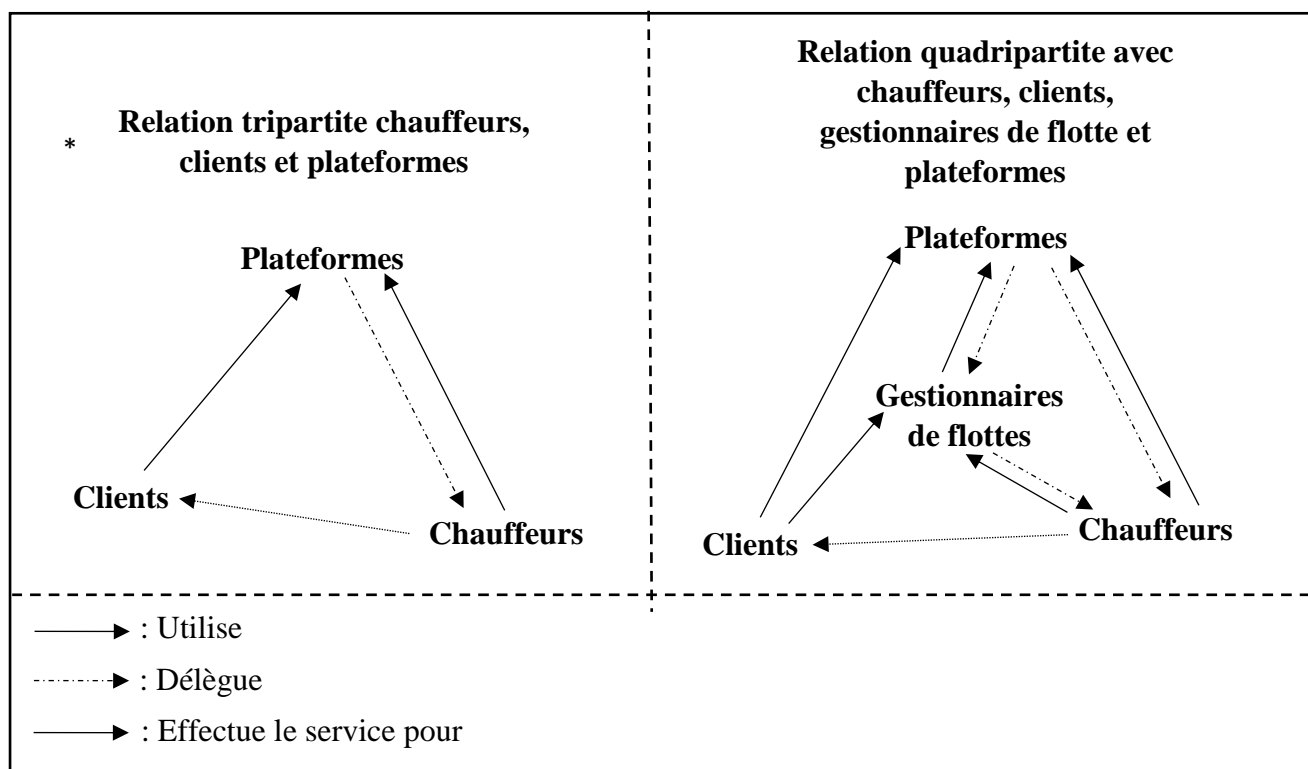 *
Relation tripartite chauffeurs,
clients et plateformes
Plateformes
Clients
Chauffeurs
Relation quadripartite avec
chauffeurs, clients,
gestionnaires de flotte et
plateformes
Plateformes
Gestionnaires
de flottes
Clients
Chauffeurs
: Utilise
: Délègue
: Effectue le service pour